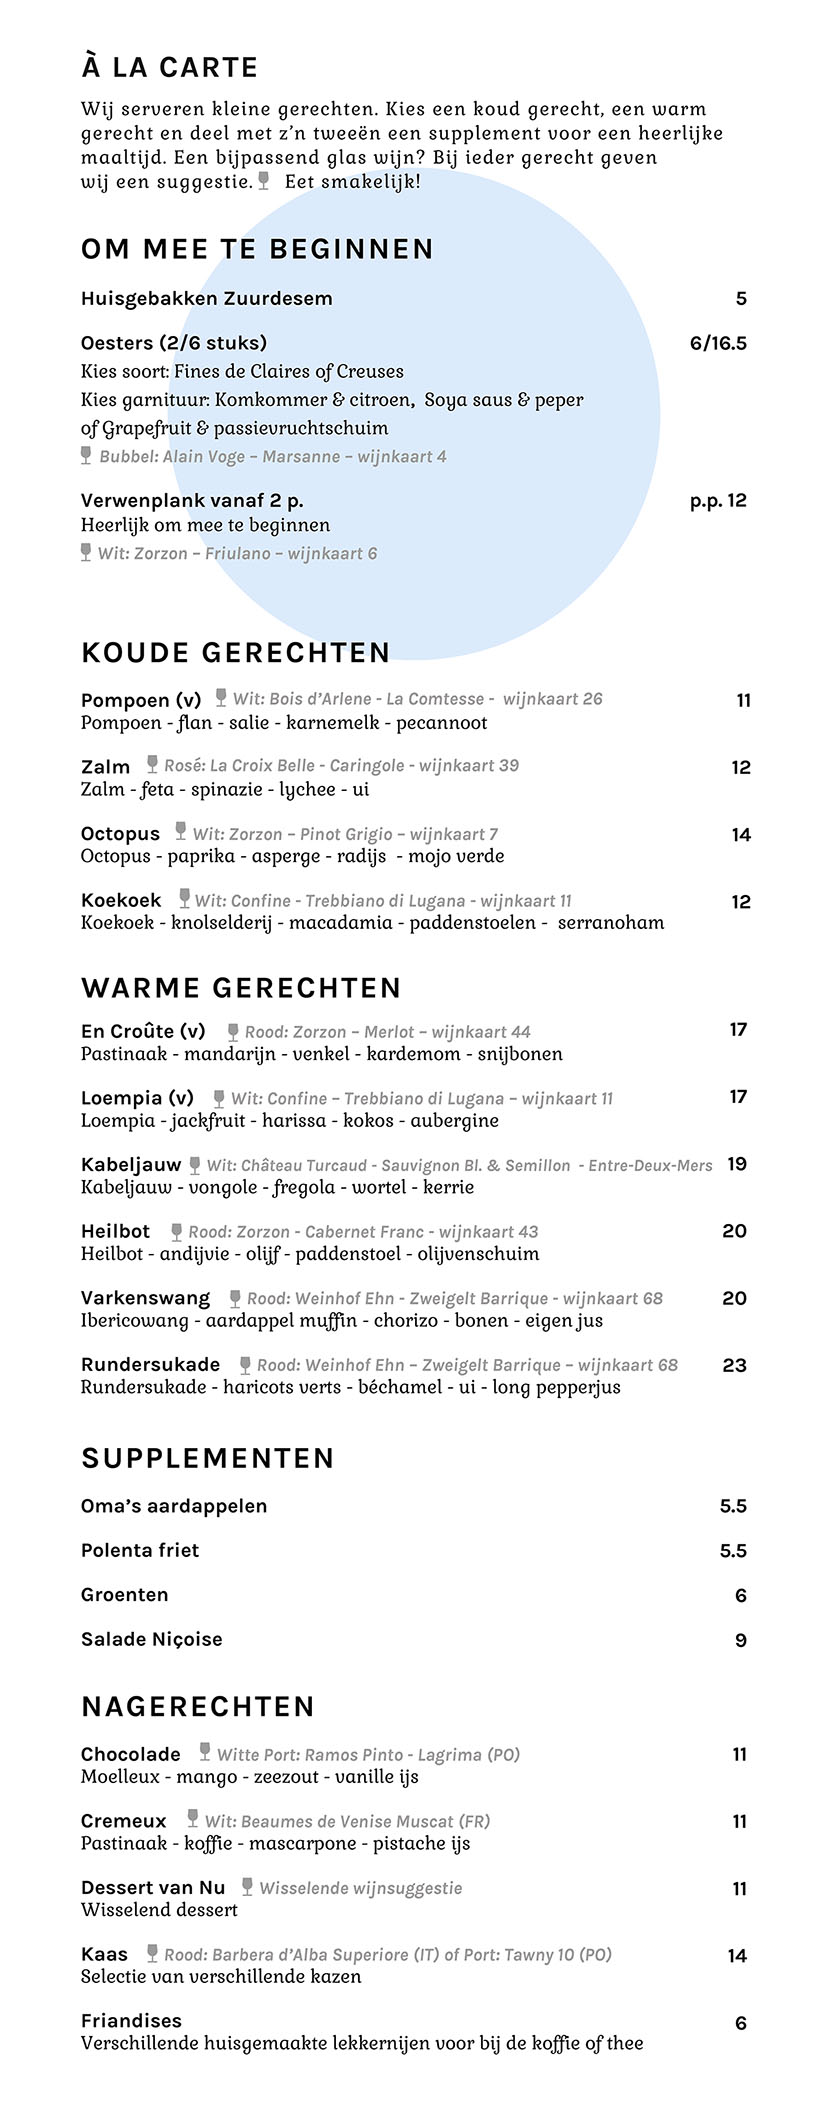 À LA CARTE
Wij serveren kleine gerechten. Kies een koud gerecht, een warm
gerecht en deel met z’n tweeën een supplement voor een heerlijke
maaltijd. Een bijpassend glas wijn? Bij ieder gerecht geven
wij een suggestie. Eet smakelijk!
OM MEE TE BEGINNEN
Huisgebakken Zuurdesem 5
Oesters (2/6 stuks) 6/16.5
Kies soort: Fines de Claires of Creuses
Kies garnituur: Komkommer & citroen, Soya saus & peper
of Grapefruit & passievruchtschuim
Bubbel: Alain Voge – Marsanne – wijnkaart 4
Verwenplank vanaf 2 p. p.p. 12
Heerlijk om mee te beginnen
Wit: Zorzon – Friulano – wijnkaart 6
KOUDE GERECHTEN
Pompoen (v) Wit: Bois d’Arlene - La Comtesse - wijnkaart 26 11
Pompoen - flan - salie - karnemelk - pecannoot
Zalm Rosé: La Croix Belle - Caringole - wijnkaart 39 12
Zalm - feta - spinazie - lychee - ui
Octopus Wit: Zorzon – Pinot Grigio – wijnkaart 7 14
Octopus - paprika - asperge - radijs - mojo verde
Koekoek Wit: Confine - Trebbiano di Lugana - wijnkaart 11 12
Koekoek - knolselderij - macadamia - paddenstoelen - serranoham
WARME GERECHTEN
En Croûte (v) Rood: Zorzon – Merlot – wijnkaart 44 17
Pastinaak - mandarijn - venkel - kardemom - snijbonen
Loempia (v) Wit: Confine – Trebbiano di Lugana – wijnkaart 11 17
Loempia - jackfruit - harissa - kokos - aubergine
Kabeljauw Wit: Château Turcaud - Sauvignon Bl. & Semillon - Entre-Deux-Mers 19
Kabeljauw - vongole - fregola - wortel - kerrie
Heilbot Rood: Zorzon - Cabernet Franc - wijnkaart 43 20
Heilbot - andijvie - olijf - paddenstoel - olijvenschuim
Varkenswang Rood: Weinhof Ehn - Zweigelt Barrique - wijnkaart 68 20
Ibericowang - aardappel muffin - chorizo - bonen - eigen jus
Rundersukade Rood: Weinhof Ehn – Zweigelt Barrique – wijnkaart 68 23
Rundersukade - haricots verts - béchamel - ui - long pepperjus
SUPPLEMENTEN
Oma’s aardappelen 5.5
Polenta friet 5.5
Groenten 6
Salade Niçoise 9
NAGERECHTEN
Chocolade Witte Port: Ramos Pinto - Lagrima (PO) 11
Moelleux - mango - zeezout - vanille ijs
Cremeux Wit: Beaumes de Venise Muscat (FR) 11
Pastinaak - koffie - mascarpone - pistache ijs
Dessert van Nu Wisselende wijnsuggestie 11
Wisselend dessert
Kaas Rood: Barbera d’Alba Superiore (IT) of Port: Tawny 10 (PO) 14
Selectie van verschillende kazen
Friandises 6
Verschillende huisgemaakte lekkernijen voor bij de koffie of thee